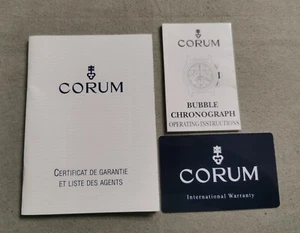 CORUM
CERTIFICAT DE GARANTIE
ET LISTE DES AGENTS
CORUM
I
BUBBLE
CHRONOGRAPH
OPERATING INSTRUCTIONS
CORUM
International Warranty